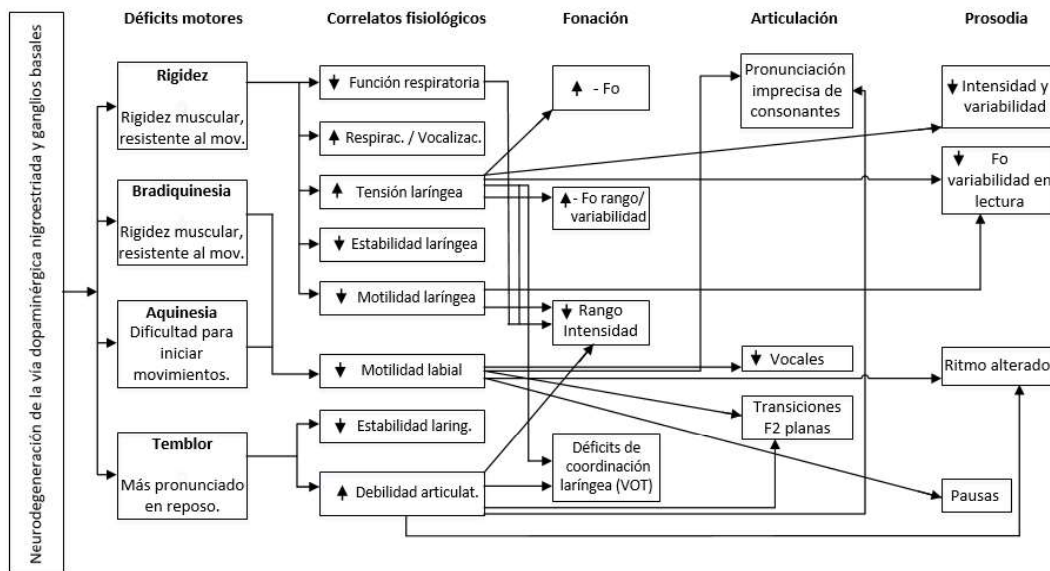 Neurodegeneración de la vía dopaminérgica nigroestriada y ganglios basales
Déficits motores
Rigidez
Rigidez muscular,
resistente al mov.
Bradiquinesia
Rigidez muscular,
resistente al mov.
Aquinesia
Dificultad para
iniciar
movimientos.
Temblor
Más pronunciado
en reposo.
Correlatos fisiológicos
Función respiratoria
Respirac. / Vocalizac.
Tensión laríngea
Estabilidad laríngea
Motilidad laríngea
Motilidad labial
Estabilidad laring.
Debilidad articulat.
Fonación
- Fo
- Fo rango/
variabilidad
Rango
Intensidad
Déficits de
coordinación
laríngea (VOT)
Articulación
Pronunciación
imprecisa de
consonantes
Vocales
Transiciones
F2 planas
Prosodia
Intensidad y
variabilidad
Fo
variabilidad en
lectura
Ritmo alterado
Pausas